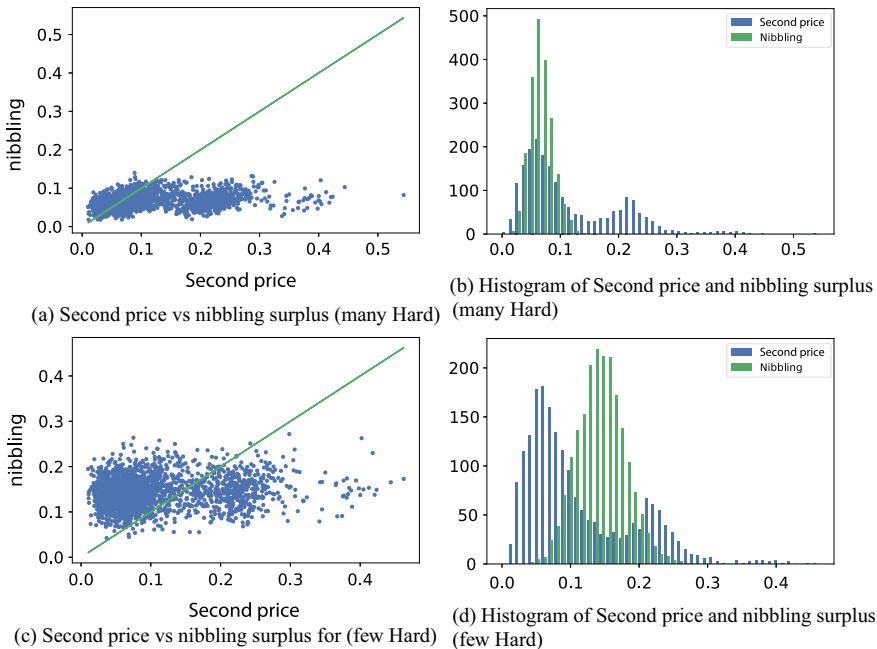 0.5
0.4
0.3
0.2
0.1
0.0
nibbling
0.0 0.1 0.2 0.3 0.4 0.5
Second price
(a) Second price vs nibbling surplus (many Hard)
500
400
300
200
100
0
Second price
Nibbling
0.0 0.1 0.2 0.3 0.4 0.5
(b) Histogram of Second price and nibbling surplus
(many Hard)
0.4
0.3
0.2
0.1
0.0
nibbling
0.0 0.1 0.2 0.3 0.4
Second price
(c) Second price vs nibbling surplus for (few Hard)
200
150
100
50
0
Second price
Nibbling
0.0 0.1 0.2 0.3 0.4
(d) Histogram of Second price and nibbling surplus
(few Hard)